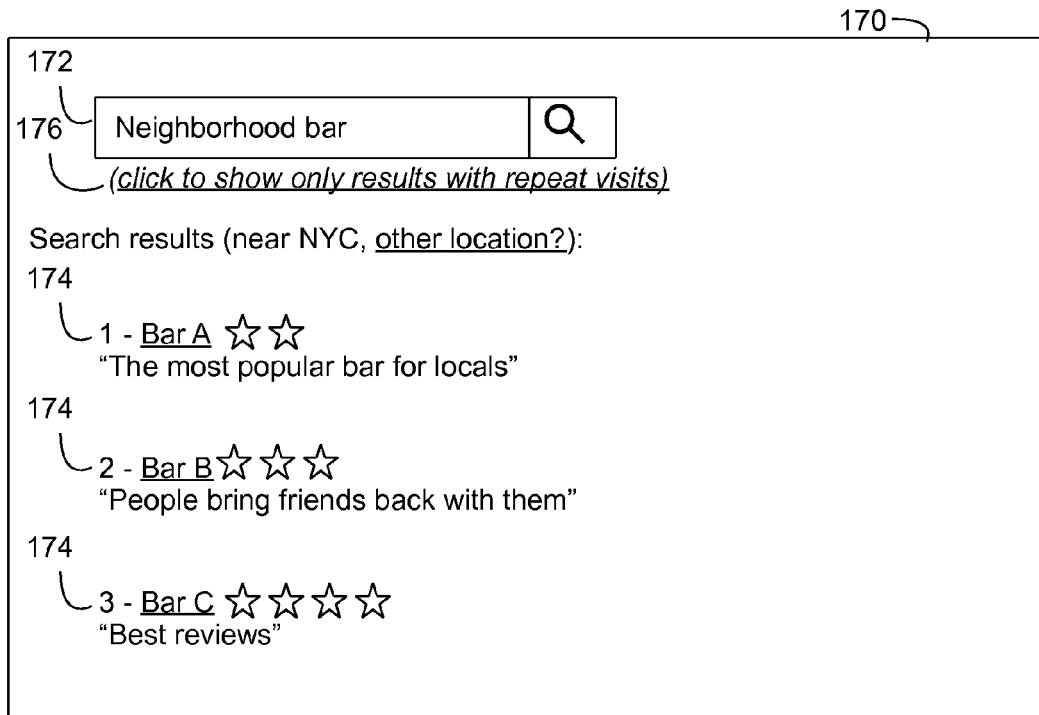 170
172
Neighborhood bar
176
(click to show only results with repeat visits)
Search results (near NYC, other location?):
174
1 - Bar A
“The most popular bar for locals”
174
2 - Bar B
“People bring friends back with them”
174
3 - Bar C
“Best reviews”